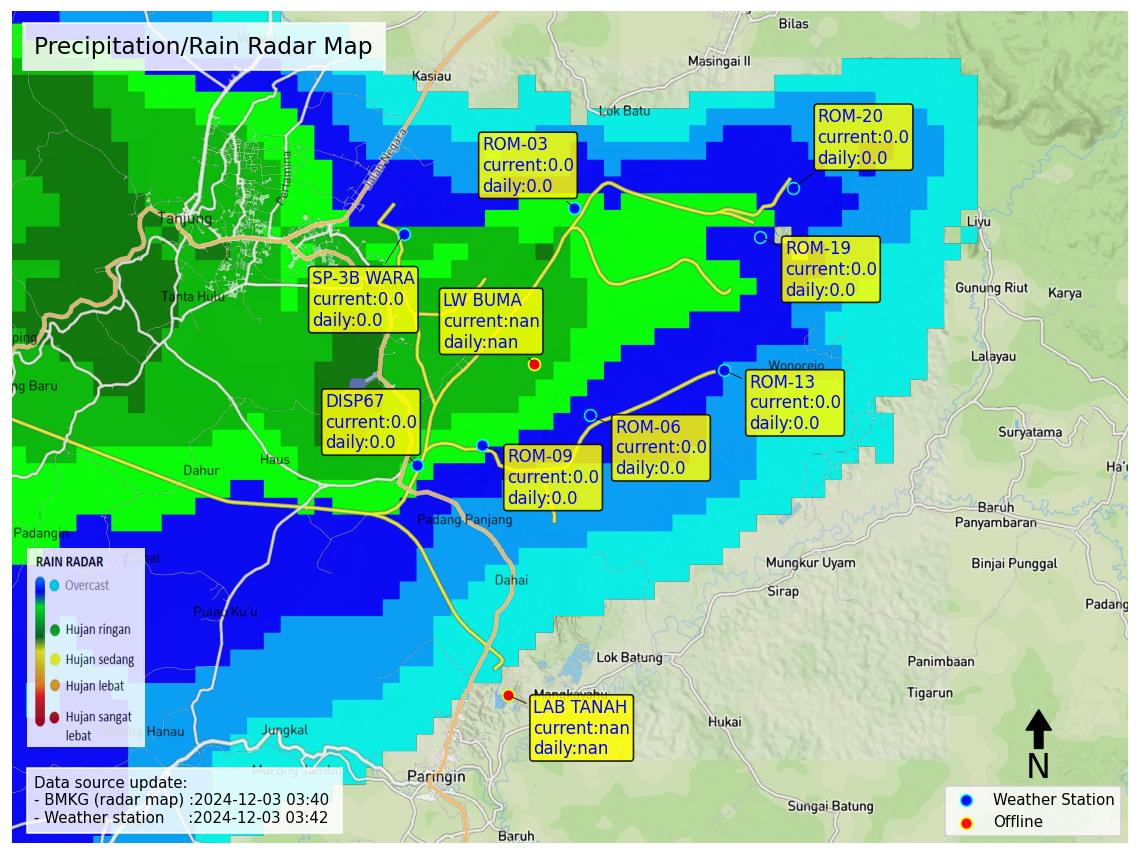 Precipitation/Rain Radar Map
Bilas
Masingai II
Kasiau
Lok Batu
Jalan Negara
Pertamina
Tanjung
Tanta Hulu
ping
ng Baru
Dahur
Haus
Padangin
Padang Panjang
Dahai
Pulau Ku'u
Hanau
Jungkal
Paringin
Baruh
Lok Batung
Mangkayahu
Hukai
Sungai Batung
Tigarun
Panimbaan
Sirap
Mungkur Uyam
Binjai Punggal
Padang
Baruh
Panyambaran
Ha'u
Suryatama
Lalayau
Karya
Gunung Riut
Liyu
Wonorejo
ROM-03
current:0.0
daily:0.0
ROM-20
current:0.0
daily:0.0
ROM-19
current:0.0
daily:0.0
SP-3B WARA
current:0.0
daily:0.0
LW BUMA
current:nan
daily:nan
ROM-13
current:0.0
daily:0.0
DISP67
current:0.0
daily:0.0
ROM-06
current:0.0
daily:0.0
ROM-09
current:0.0
daily:0.0
LAB TANAH
current:nan
daily:nan
RAIN RADAR
Overcast
Hujan ringan
Hujan sedang
Hujan lebat
Hujan sangat
lebat
Data source update:
- BMKG (radar map) :2024-12-03 03:40
- Weather station :2024-12-03 03:42
N
Weather Station
Offline